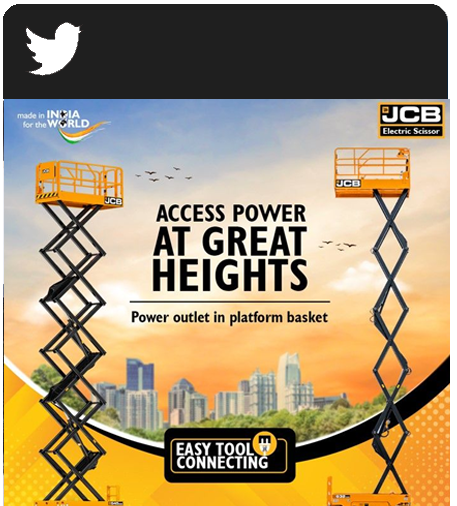 made in INDIA
for the WORLD
JCB
Electric Scissor
JCB
JCB
ACCESS POWER
AT GREAT
HEIGHTS
Power outlet in platform basket
EASY TOOL
CONNECTING